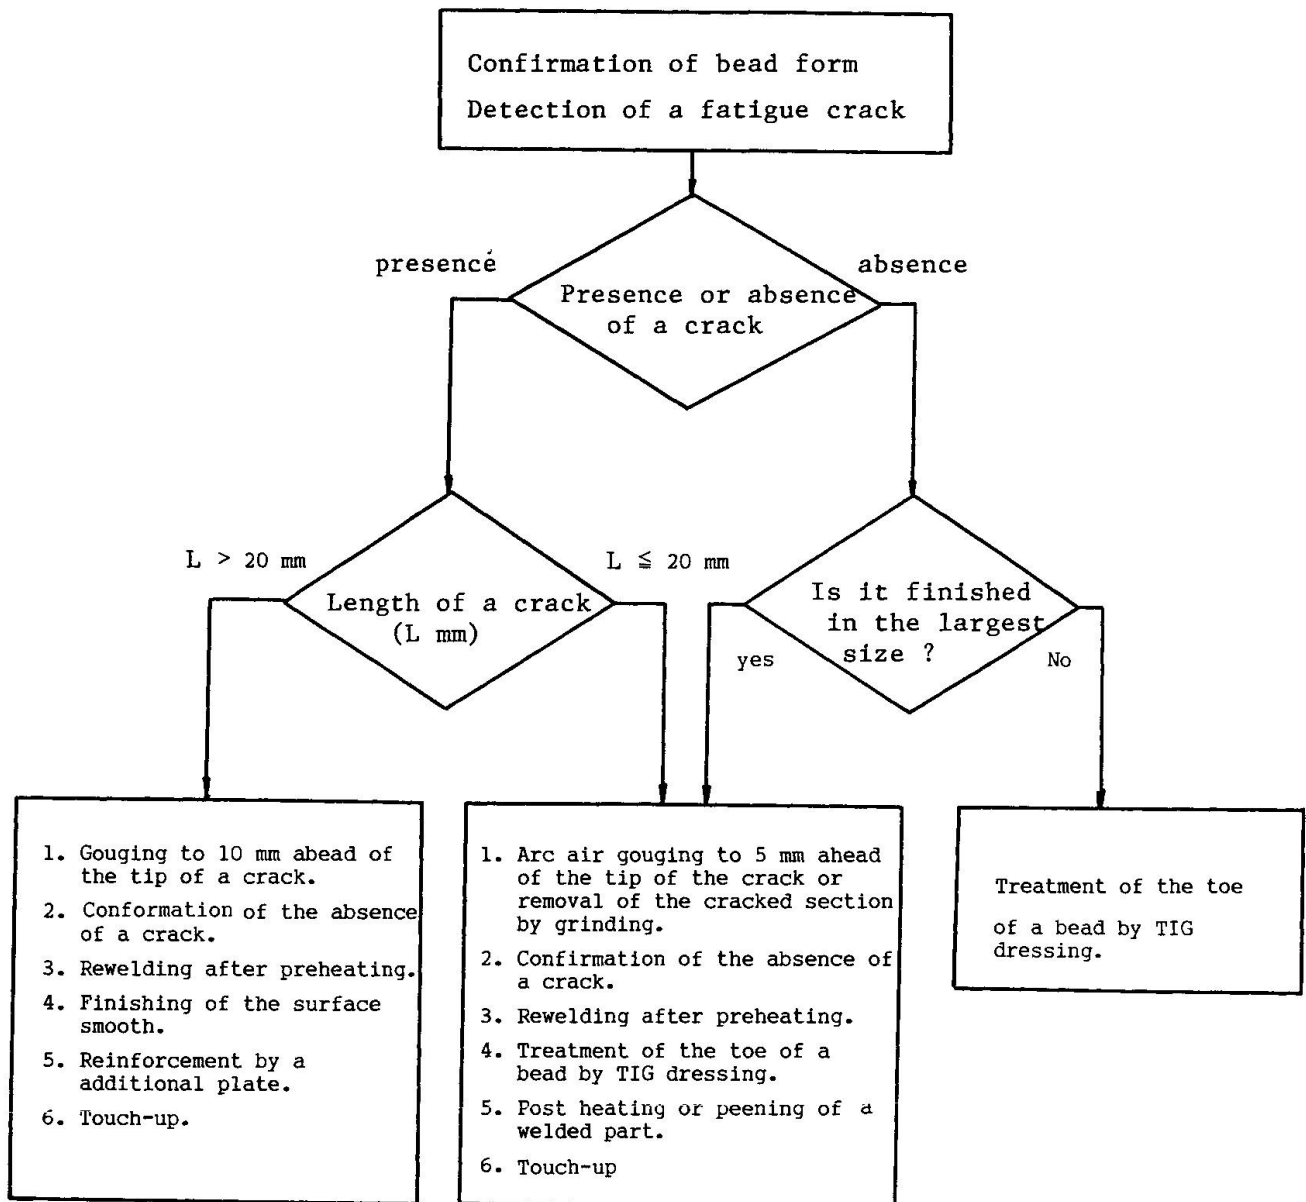 Confirmation of bead form
Detection of a fatigue crack
presence
absence
Presence or absence
of a crack
L > 20 mm
L ≦ 20 mm
Length of a crack
(L mm)
Is it finished
in the largest
size ?
yes
No
1. Gouging to 10 mm abead of
the tip of a crack.
2. Conformation of the absence
of a crack.
3. Rewelding after preheating.
4. Finishing of the surface
smooth.
5. Reinforcement by a
additional plate.
6. Touch-up.
1. Arc air gouging to 5 mm ahead
of the tip of the crack or
removal of the cracked section
by grinding.
2. Confirmation of the absence of
a crack.
3. Rewelding after preheating.
4. Treatment of the toe of a
bead by TIG dressing.
5. Post heating or peening of a
welded part.
6. Touch-up
Treatment of the toe
of a bead by TIG
dressing.